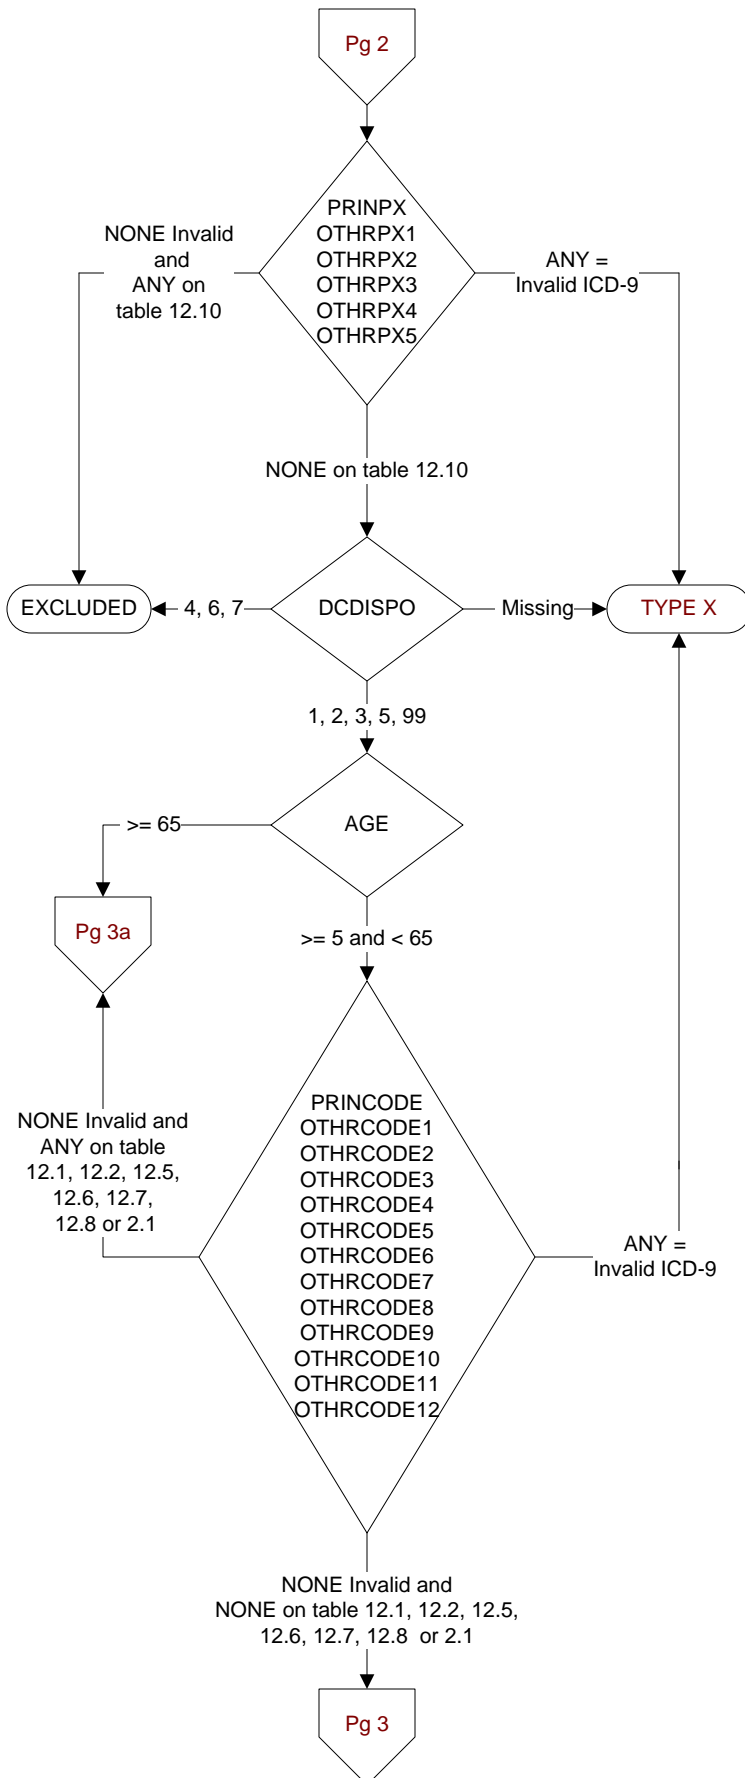 Pg 2
PRINPX
OTHRPX1
OTHRPX2
OTHRPX3
OTHRPX4
OTHRPX5
NONE Invalid
and
ANY on
table 12.10
ANY =
Invalid ICD-9
NONE on table 12.10
EXCLUDED
4, 6, 7
DCDISPO
Missing
TYPE X
1, 2, 3, 5, 99
>= 65
AGE
Pg 3a
>= 5 and < 65
NONE Invalid and
ANY on table
12.1, 12.2, 12.5,
12.6, 12.7,
12.8 or 2.1
PRINCODE
OTHRCODE1
OTHRCODE2
OTHRCODE3
OTHRCODE4
OTHRCODE5
OTHRCODE6
OTHRCODE7
OTHRCODE8
OTHRCODE9
OTHRCODE10
OTHRCODE11
OTHRCODE12
ANY =
Invalid ICD-9
NONE Invalid and
NONE on table 12.1, 12.2, 12.5,
12.6, 12.7, 12.8 or 2.1
Pg 3